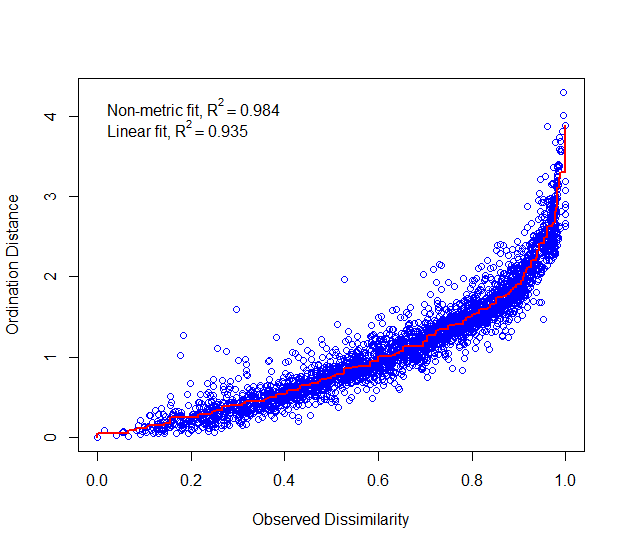 Non-metric fit, R² = 0.984
Linear fit, R² = 0.935
Ordination Distance
4
3
2
1
0
0.0 0.2 0.4 0.6 0.8 1.0
Observed Dissimilarity